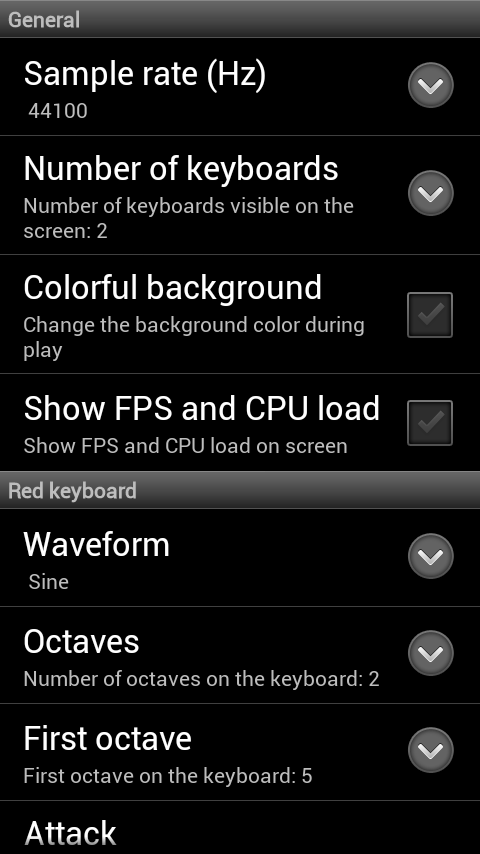 General
Sample rate (Hz)
44100
Number of keyboards
Number of keyboards visible on the
screen: 2
Colorful background
Change the background color during
play
Show FPS and CPU load
Show FPS and CPU load on screen
Red keyboard
Waveform
Sine
Octaves
Number of octaves on the keyboard: 2
First octave
First octave on the keyboard: 5
Attack